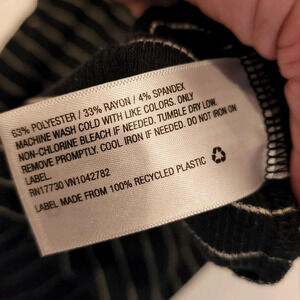 63% POLYESTER / 33% RAYON / 4% SPANDEX
MACHINE WASH COLD WITH LIKE COLORS. ONLY
NON-CHLORINE BLEACH IF NEEDED. TUMBLE DRY LOW.
REMOVE PROMPTLY. COOL IRON IF NEEDED. DO NOT IRON ON
LABEL.
RN17730 VN1042782
LABEL MADE FROM 100% RECYCLED PLASTIC